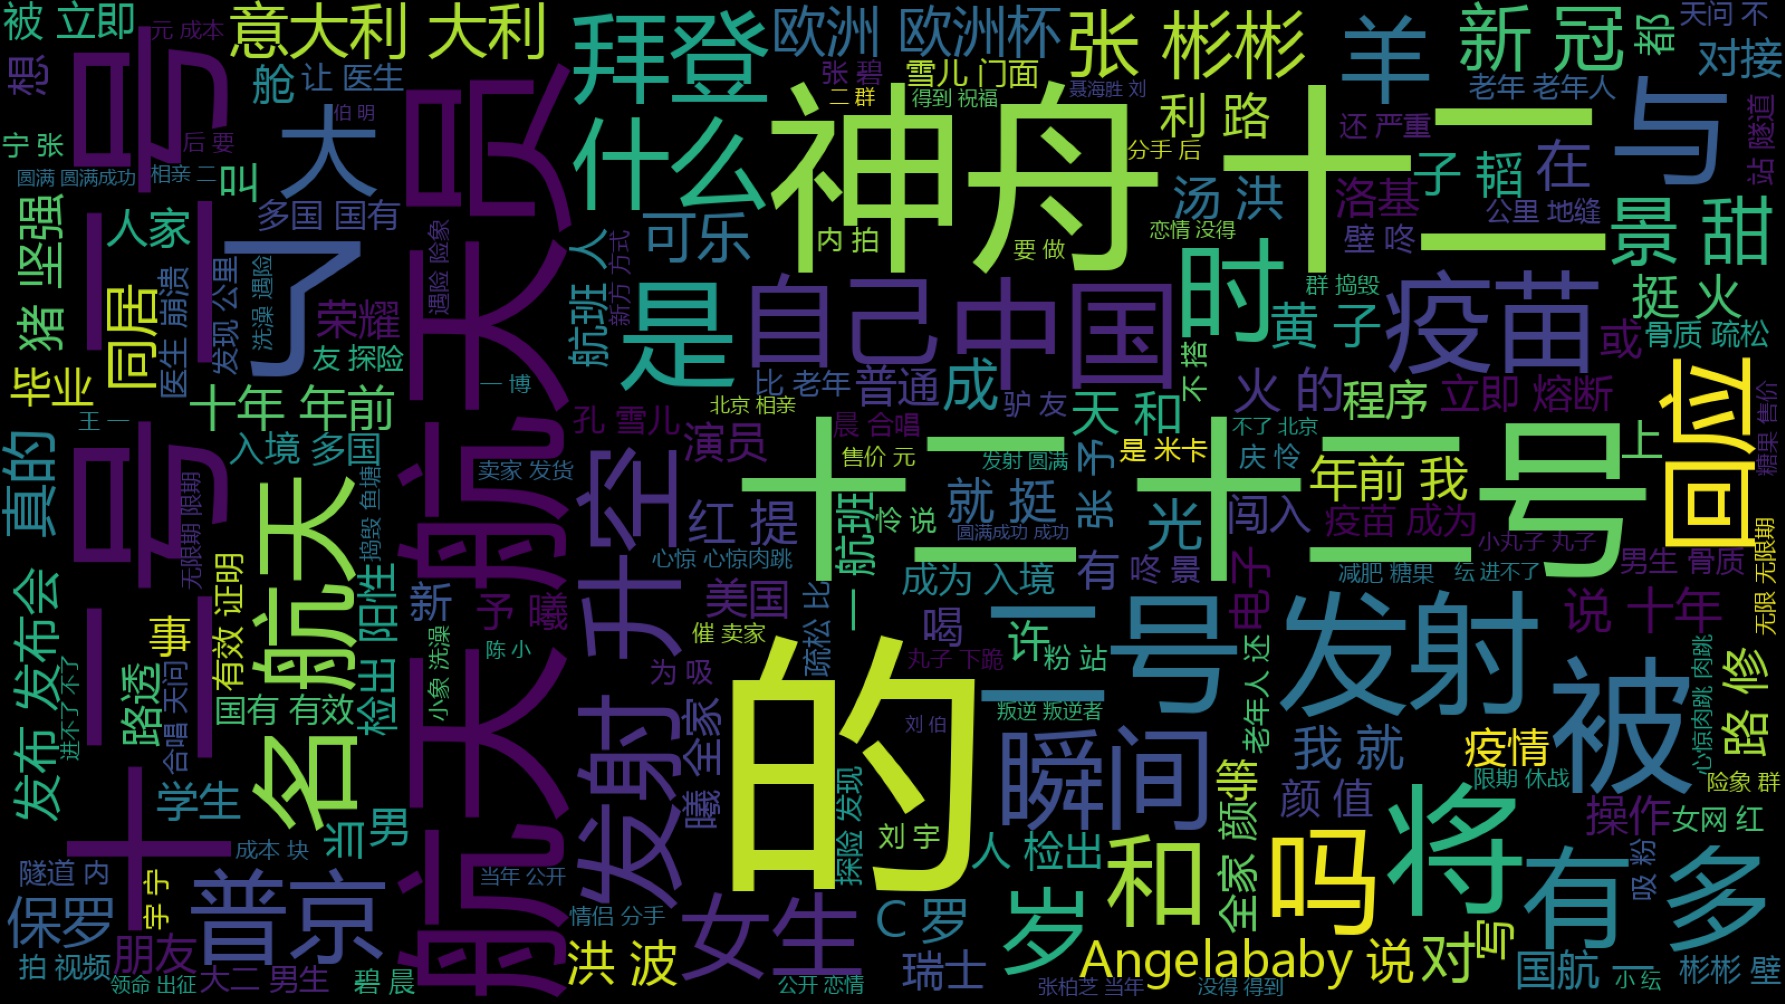 被 立即
元 成本
意大利 大利
拜登
欧洲 欧洲杯
张 彬彬
羊
新 冠
都
天问 不
对接
想
号
舱
让 医生
张 碧
雪儿 门面
二 群
得到 祝福
聂海胜 刘
老年 老年人
伯 明
大
航天员 航天员
什么
神舟 十二
利 路
还 严重
与
站 隧道
宁 张
后 要
圆满 圆满成功
相亲 二
叫
分手 后
子 韬
在
猪 坚强
人家
多国 国有
航班 人
可乐
内 拍
要 做
汤 洪
恋情 没得
洛基
公里 地缝
壁 咚
景 甜
了
医生 崩溃
发现 公里
洗澡 遇险
遇险 险象
新方 方式
是
自己
中国
时
群 捣毁
疫苗
挺 火
同居
荣耀
友 探险
黄 子
或
骨质 疏松
毕业
十年 年前
一 博
比 老年
普通
成
驴 友
不 搭
火 的
程序
立即 熔断
回应
王 一
孔 雪儿
北京 相亲
晨 合唱
天 和
不了 北京
糖果 售价
真的
入境 多国
卖家 发货
演员
售价 元
发射 圆满
张 予
是 米卡
庆 怜
年前 我
上
十二 十二 号
捣毁 鱼塘
无限期 限期
名 航天
空
红 提
航班 一
怜 说
就 挺
圆满成功 成功
光
闯入
疫苗 成为
小丸子 丸子
无限 无限期
心惊 心惊肉跳
有
咚 景
减肥 糖果
纭 进不了
男生 骨质
发布 发布会
有效 证明
检出 阳性
新
予 曦
升
美国
成为 入境
电子
说 十年
事
小象 洗澡
陈 小
催 卖家
疏松 比
喝
二 号
发射
路透
合唱 天问
进不了 不了
国有 有效
为 吸
的
丸子 下跪
许
粉 站
老年人 还
被
心惊肉跳 肉跳
路 修
发射
曦 全家
刘 伯
叛逆 叛逆者
瞬间
我 就
疫情
险象 群
学生
当
男
探险 发现
刘 宇
全家 颜
颜 值
限期 休战
操作
女网 红
十二 号 二 号
成本 块
人 检出
和
吗
将
有
多
隧道 内
宇 宁
普京
当年 公开
吸 粉
保罗
情侣 分手
女生
C 罗
岁
写
拍 视频
朋友
领命 出征
大二 男生
碧 晨
洪 波
公开 恋情
瑞士
张柏芝 当年
Angelababy 说
没得 得到
对
国航 一
小 纭
彬彬 壁